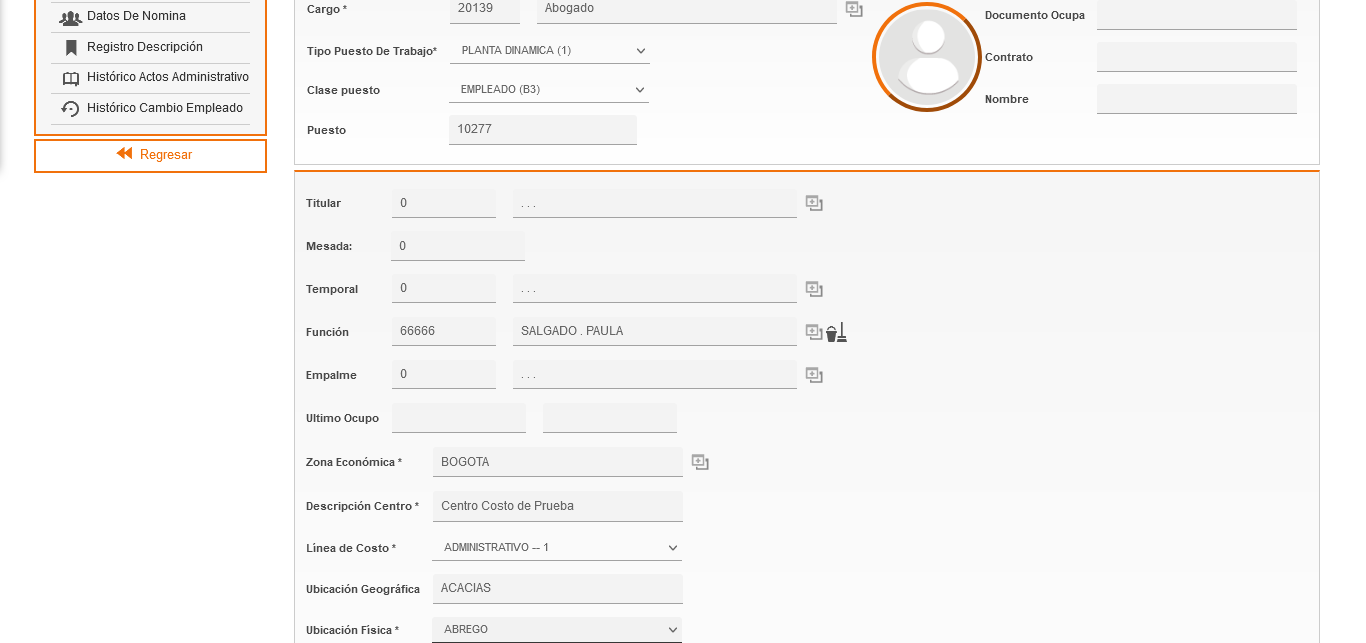 Datos De Nomina
Registro Descripción
Histórico Actos Administrativo
Histórico Cambio Empleado
Regresar
Cargo * 20139 Abogado
Tipo Puesto De Trabajo* PLANTA DINAMICA (1)
Clase puesto EMPLEADO (B3)
Puesto 10277
Documento Ocupa
Contrato
Nombre
Titular 0 . . .
Mesada: 0
Temporal 0 . . .
Función 66666 SALGADO . PAULA
Empalme 0 . . .
Ultimo Ocupo
Zona Económica * BOGOTA
Descripción Centro * Centro Costo de Prueba
Línea de Costo * ADMINISTRATIVO -- 1
Ubicación Geográfica ACACIAS
Ubicación Física * ABREGO